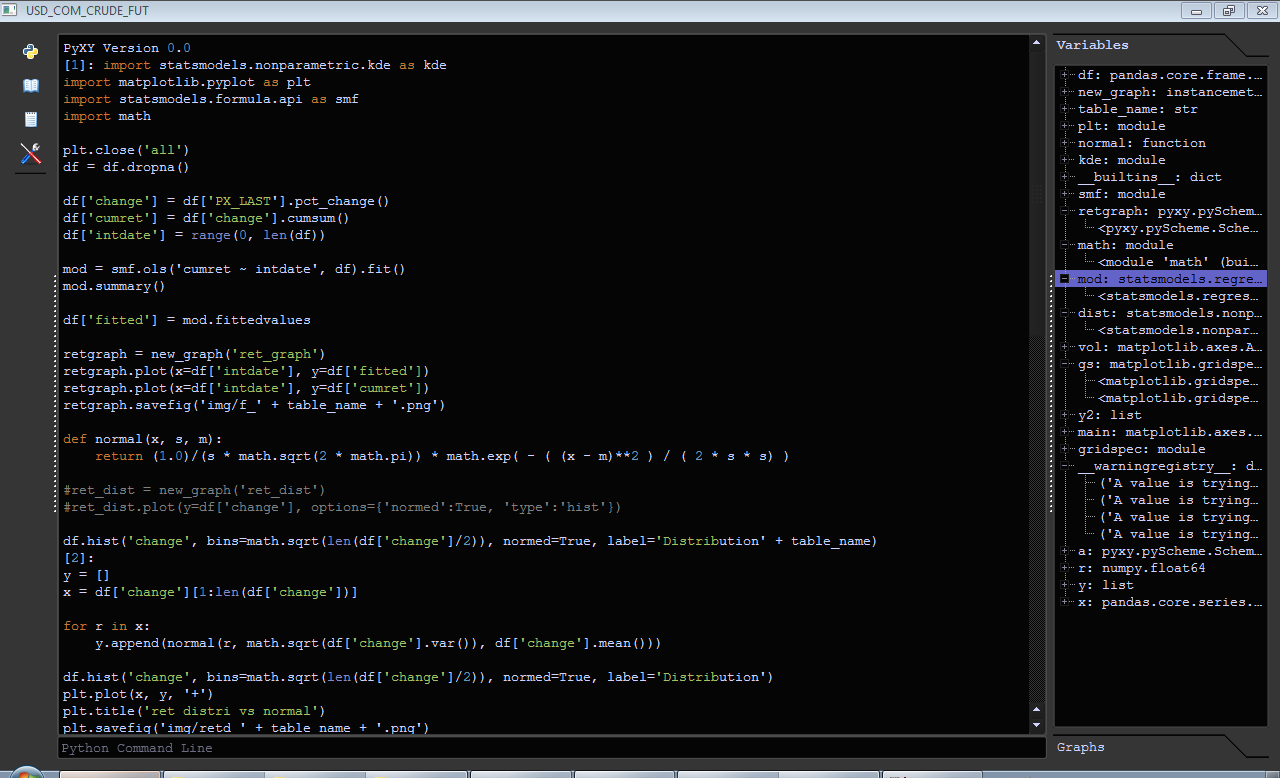 USD_COM_CRUDE_FUT
PyXY Version 0.0
[1]: import statsmodels.nonparametric.kde as kde
import matplotlib.pyplot as plt
import statsmodels.formula.api as smf
import math
plt.close('all')
df = df.dropna()
df['change'] = df['PX_LAST'].pct_change()
df['cumret'] = df['change'].cumsum()
df['intdate'] = range(0, len(df))
mod = smf.ols('cumret ~ intdate', df).fit()
mod.summary()
df['fitted'] = mod.fittedvalues
retgraph = new_graph('ret_graph')
retgraph.plot(x=df['intdate'], y=df['fitted'])
retgraph.plot(x=df['intdate'], y=df['cumret'])
retgraph.savefig('img/f_' + table_name + '.png')
def normal(x, s, m):
    return (1.0)/(s * math.sqrt(2 * math.pi)) * math.exp( - ( (x - m)**2 ) / ( 2 * s * s) )
#ret_dist = new_graph('ret_dist')
#ret_dist.plot(y=df['change'], options={'normed':True, 'type':'hist'})
df.hist('change', bins=math.sqrt(len(df['change']/2)), normed=True, label='Distribution' + table_name)
[2]:
y = []
x = df['change'][1:len(df['change'])]
for r in x:
    y.append(normal(r, math.sqrt(df['change'].var()), df['change'].mean()))
df.hist('change', bins=math.sqrt(len(df['change']/2)), normed=True, label='Distribution')
plt.plot(x, y, '+')
plt.title('ret distri vs normal')
plt.savefig('img/retd_' + table_name + '.png')
Python Command Line
Variables
df: pandas.core.frame....
new_graph: instancemet...
table_name: str
plt: module
normal: function
kde: module
__builtins__: dict
smf: module
retgraph: pyxy.pySchem...
<pyxy.pyScheme.Sche...
math: module
<module 'math' (bui...
mod: statsmodels.regre...
<statsmodels.regres...
dist: statsmodels.nonp...
<statsmodels.nonpar...
vol: matplotlib.axes.A...
gs: matplotlib.gridspe...
<matplotlib.gridspe...
<matplotlib.gridspe...
y2: list
main: matplotlib.axes....
gridspec: module
__warningregistry__: d...
('A value is trying...
('A value is trying...
('A value is trying...
('A value is trying...
a: pyxy.pyScheme.Schem...
r: numpy.float64
y: list
x: pandas.core.series....
Graphs